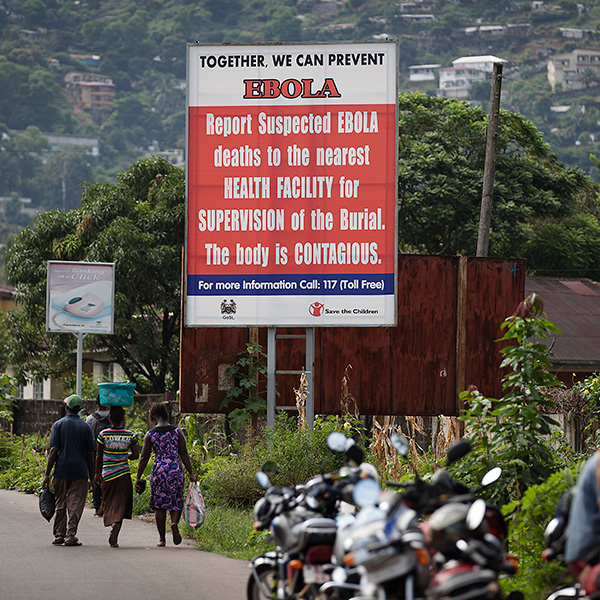 TOGETHER, WE CAN PREVENT
EBOLA
Report Suspected EBOLA
deaths to the nearest
HEALTH FACILITY for
SUPERVISION of the Burial.
The body is CONTAGIOUS.
For more Information Call: 117 (Toll Free)
GoSL
Save the Children